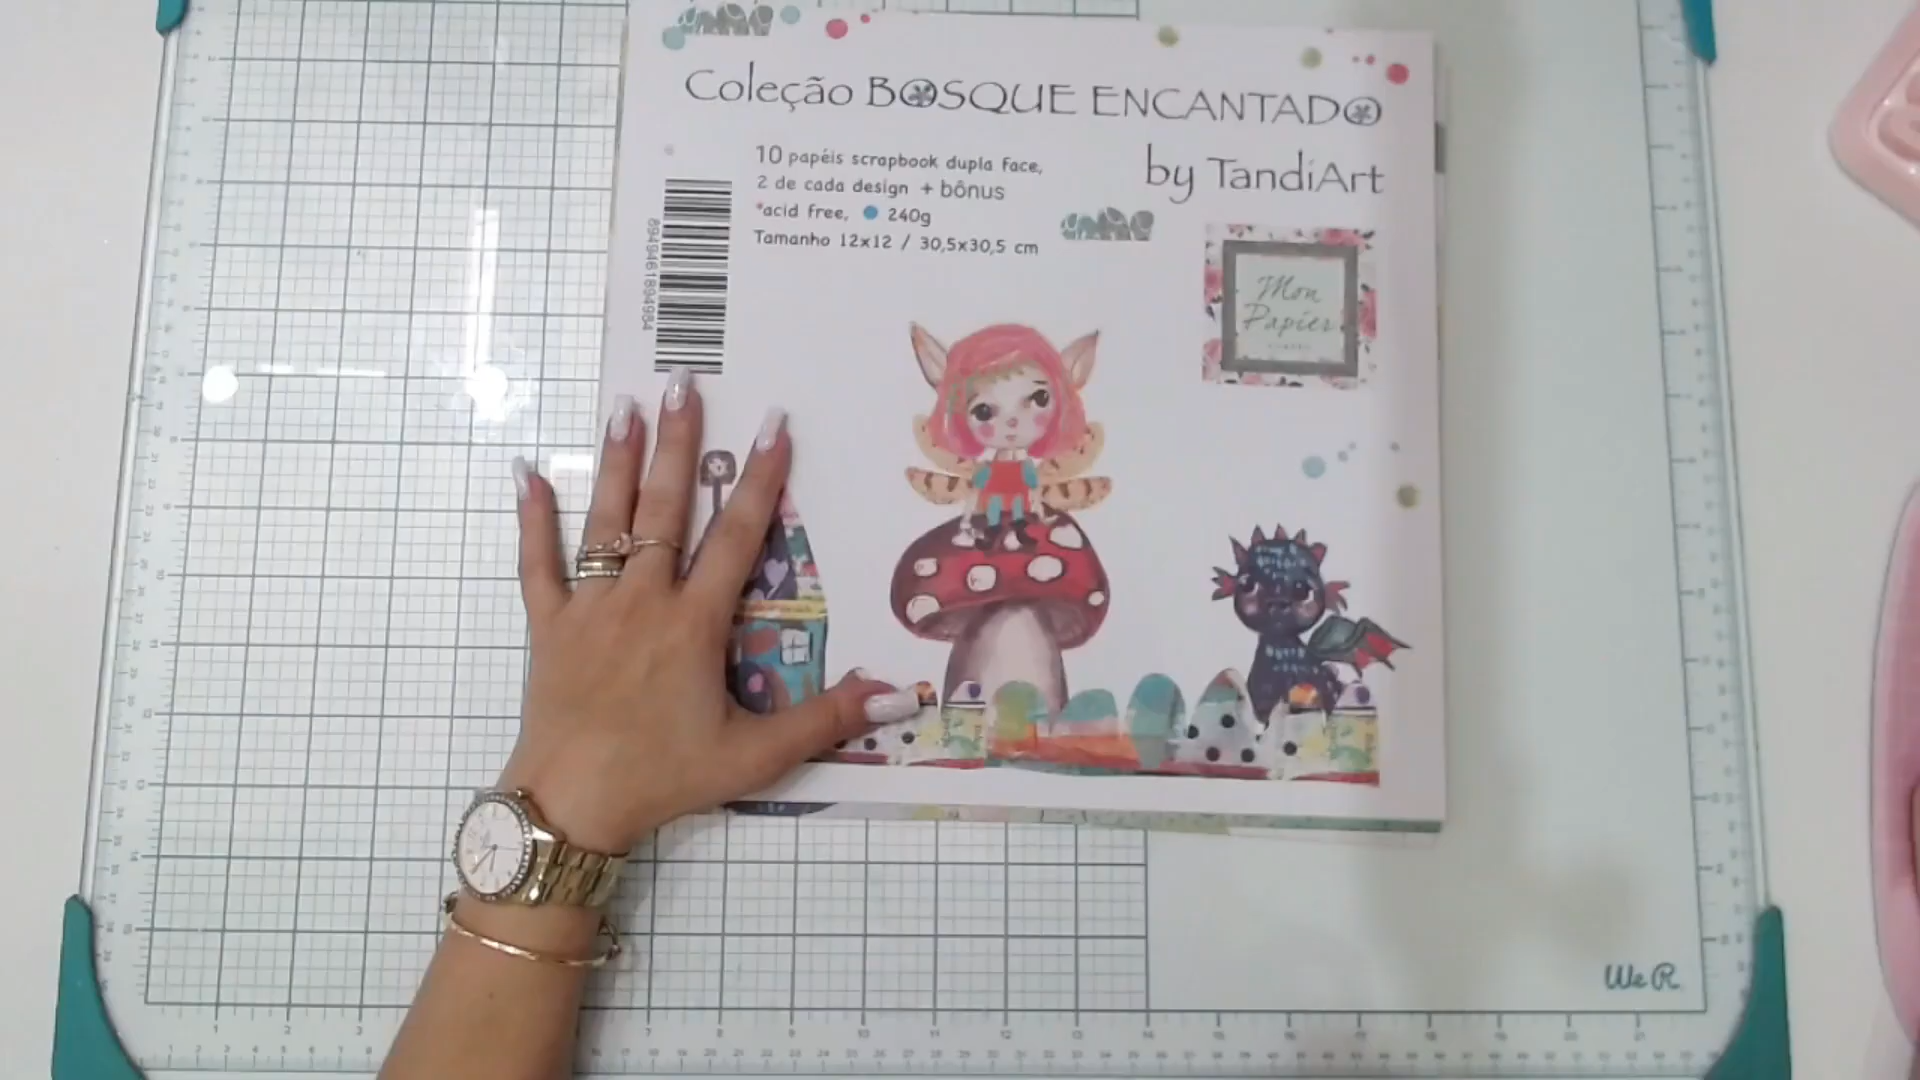 Coleção BOSQUE ENCANTADO
by TandiArt
10 papéis scrapbook dupla face,
2 de cada design + bônus
*acid free, 240g
Tamanho 12x12 / 30,5x30,5 cm
Mon
Papier
We R